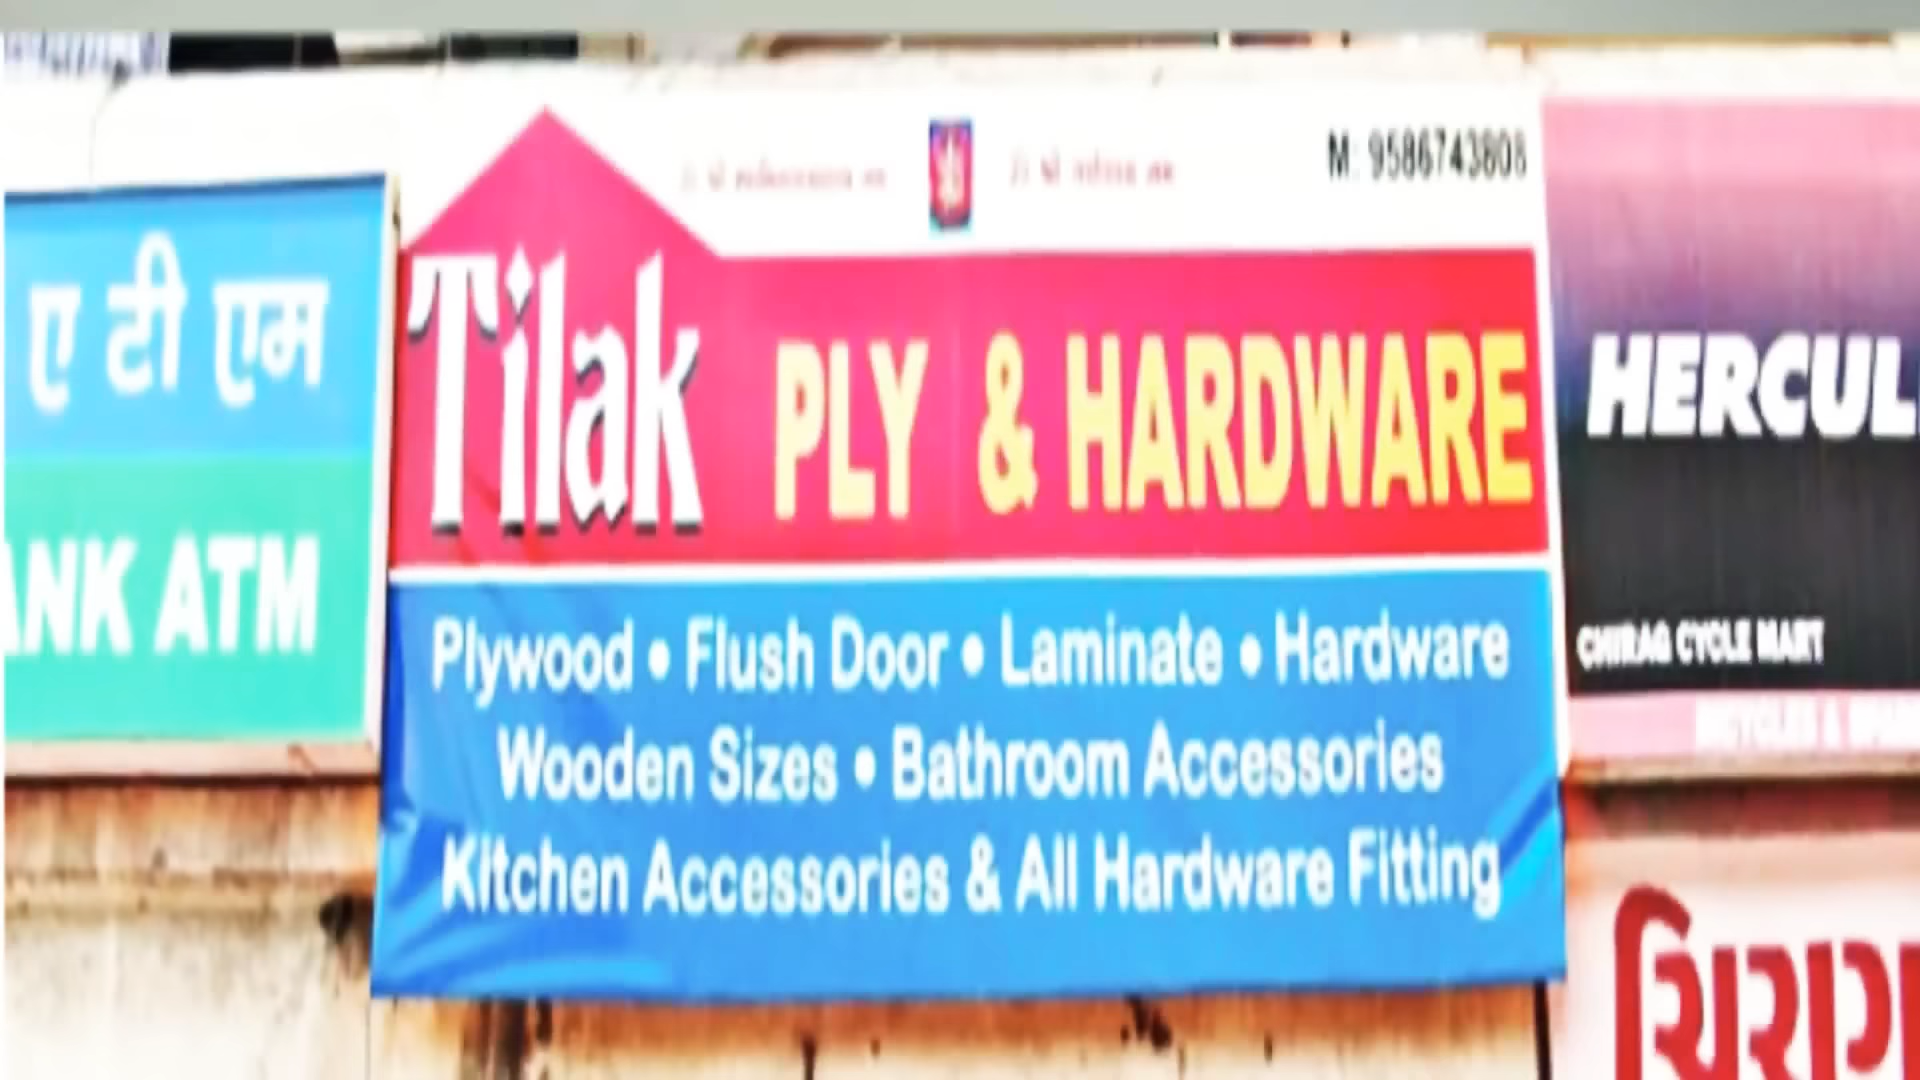 ए टी एम
ANK ATM
M: 9586743808
Tilak PLY & HARDWARE
Plywood • Flush Door • Laminate • Hardware
Wooden Sizes • Bathroom Accessories
Kitchen Accessories & All Hardware Fitting
HERCUL
CHIRAG CYCLE MART
BICYCLES &
ચિરાગ